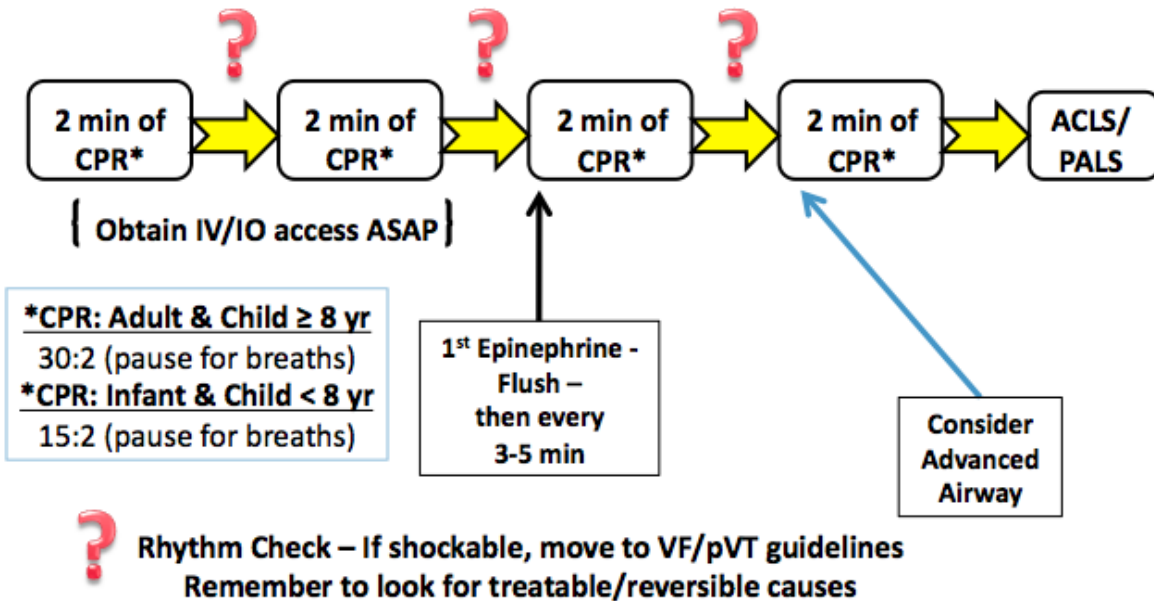 ? ? ?
2 min of
CPR*
2 min of
CPR*
2 min of
CPR*
2 min of
CPR*
ACLS/
PALS
{ Obtain IV/IO access ASAP }
*CPR: Adult & Child ≥ 8 yr
30:2 (pause for breaths)
*CPR: Infant & Child < 8 yr
15:2 (pause for breaths)
1st Epinephrine -
Flush –
then every
3-5 min
Consider
Advanced
Airway
? Rhythm Check – If shockable, move to VF/pVT guidelines
Remember to look for treatable/reversible causes